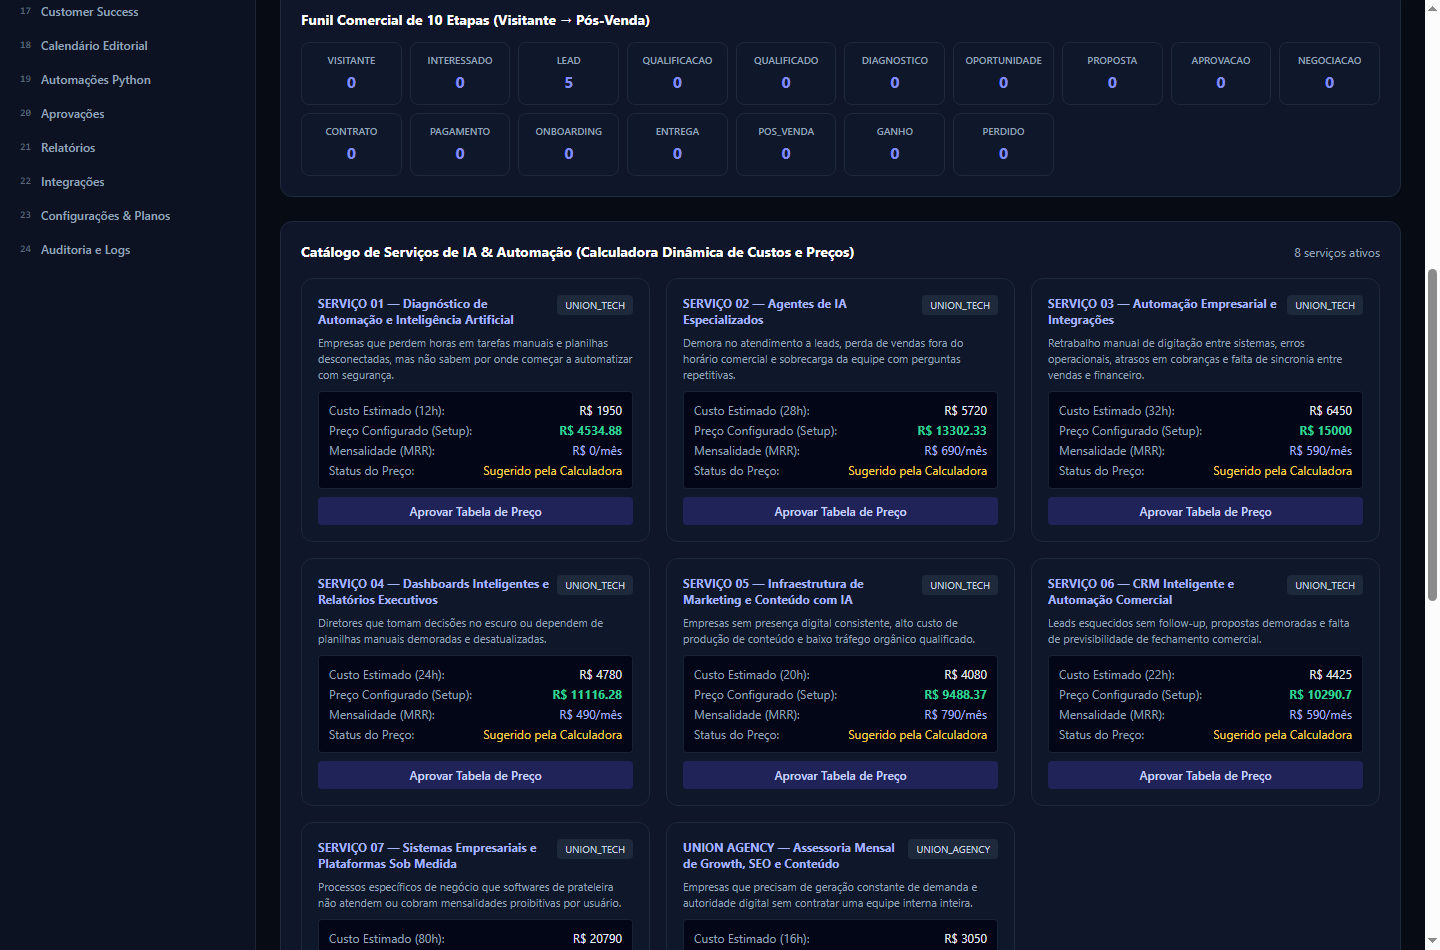 17 Customer Success
18 Calendário Editorial
19 Automações Python
20 Aprovações
21 Relatórios
22 Integrações
23 Configurações & Planos
24 Auditoria e Logs
Funil Comercial de 10 Etapas (Visitante → Pós-Venda)
VISITANTE
0
INTERESSADO
0
LEAD
5
QUALIFICACAO
0
QUALIFICADO
0
DIAGNOSTICO
0
OPORTUNIDADE
0
PROPOSTA
0
APROVACAO
0
NEGOCIACAO
0
CONTRATO
0
PAGAMENTO
0
ONBOARDING
0
ENTREGA
0
POS_VENDA
0
GANHO
0
PERDIDO
0
Catálogo de Serviços de IA & Automação (Calculadora Dinâmica de Custos e Preços)
8 serviços ativos
SERVIÇO 01 — Diagnóstico de
Automação e Inteligência Artificial
UNION_TECH
Empresas que perdem horas em tarefas manuais e planilhas
desconectadas, mas não sabem por onde começar a automatizar
com segurança.
Custo Estimado (12h): R$ 1950
Preço Configurado (Setup): R$ 4534.88
Mensalidade (MRR): R$ 0/mês
Status do Preço: Sugerido pela Calculadora
Aprovar Tabela de Preço
SERVIÇO 02 — Agentes de IA
Especializados
UNION_TECH
Demora no atendimento a leads, perda de vendas fora do
horário comercial e sobrecarga da equipe com perguntas
repetitivas.
Custo Estimado (28h): R$ 5720
Preço Configurado (Setup): R$ 13302.33
Mensalidade (MRR): R$ 690/mês
Status do Preço: Sugerido pela Calculadora
Aprovar Tabela de Preço
SERVIÇO 03 — Automação Empresarial e
Integrações
UNION_TECH
Retrabalho manual de digitação entre sistemas, erros
operacionais, atrasos em cobranças e falta de sincronia entre
vendas e financeiro.
Custo Estimado (32h): R$ 6450
Preço Configurado (Setup): R$ 15000
Mensalidade (MRR): R$ 590/mês
Status do Preço: Sugerido pela Calculadora
Aprovar Tabela de Preço
SERVIÇO 04 — Dashboards Inteligentes e
Relatórios Executivos
UNION_TECH
Diretores que tomam decisões no escuro ou dependem de
planilhas manuais demoradas e desatualizadas.
Custo Estimado (24h): R$ 4780
Preço Configurado (Setup): R$ 11116.28
Mensalidade (MRR): R$ 490/mês
Status do Preço: Sugerido pela Calculadora
Aprovar Tabela de Preço
SERVIÇO 05 — Infraestrutura de
Marketing e Conteúdo com IA
UNION_TECH
Empresas sem presença digital consistente, alto custo de
produção de conteúdo e baixo tráfego orgânico qualificado.
Custo Estimado (20h): R$ 4080
Preço Configurado (Setup): R$ 9488.37
Mensalidade (MRR): R$ 790/mês
Status do Preço: Sugerido pela Calculadora
Aprovar Tabela de Preço
SERVIÇO 06 — CRM Inteligente e
Automação Comercial
UNION_TECH
Leads esquecidos sem follow-up, propostas demoradas e falta
de previsibilidade de fechamento comercial.
Custo Estimado (22h): R$ 4425
Preço Configurado (Setup): R$ 10290.7
Mensalidade (MRR): R$ 590/mês
Status do Preço: Sugerido pela Calculadora
Aprovar Tabela de Preço
SERVIÇO 07 — Sistemas Empresariais e
Plataformas Sob Medida
UNION_TECH
Processos específicos de negócio que softwares de prateleira
não atendem ou cobram mensalidades proibitivas por usuário.
Custo Estimado (80h): R$ 20790
UNION AGENCY — Assessoria Mensal
de Growth, SEO e Conteúdo
UNION_AGENCY
Empresas que precisam de geração constante de demanda e
autoridade digital sem contratar uma equipe interna inteira.
Custo Estimado (16h): R$ 3050